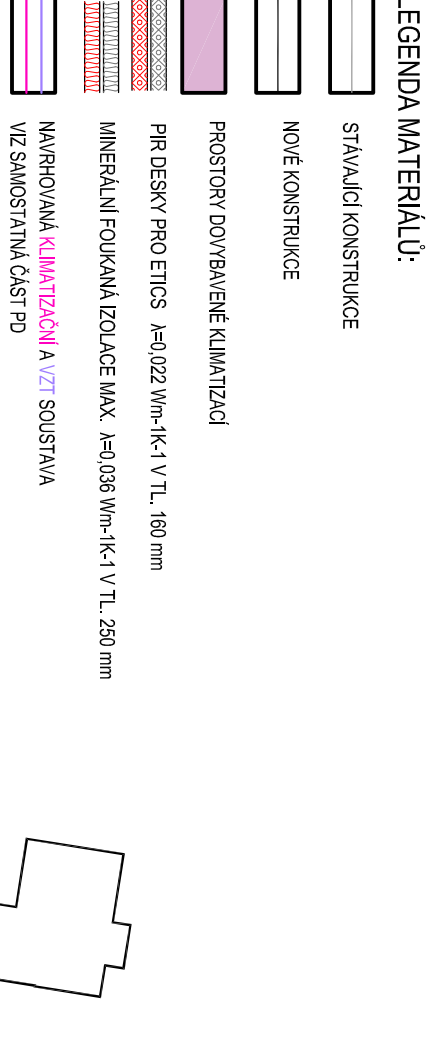 LEGENDA MATERIÁLŮ:
STÁVAJÍCÍ KONSTRUKCE
NOVÉ KONSTRUKCE
PROSTORY DOVYBAVENÉ KLIMATIZACÍ
PIR DESKY PRO ETICS λ=0,022 Wm-1K-1 V TL. 160 mm
MINERÁLNÍ FOUKANÁ IZOLACE MAX. λ=0,036 Wm-1K-1 V TL. 250 mm
NAVRHOVANÁ KLIMATIZAČNÍ A VZT SOUSTAVA
VIZ SAMOSTATNÁ ČÁST PD